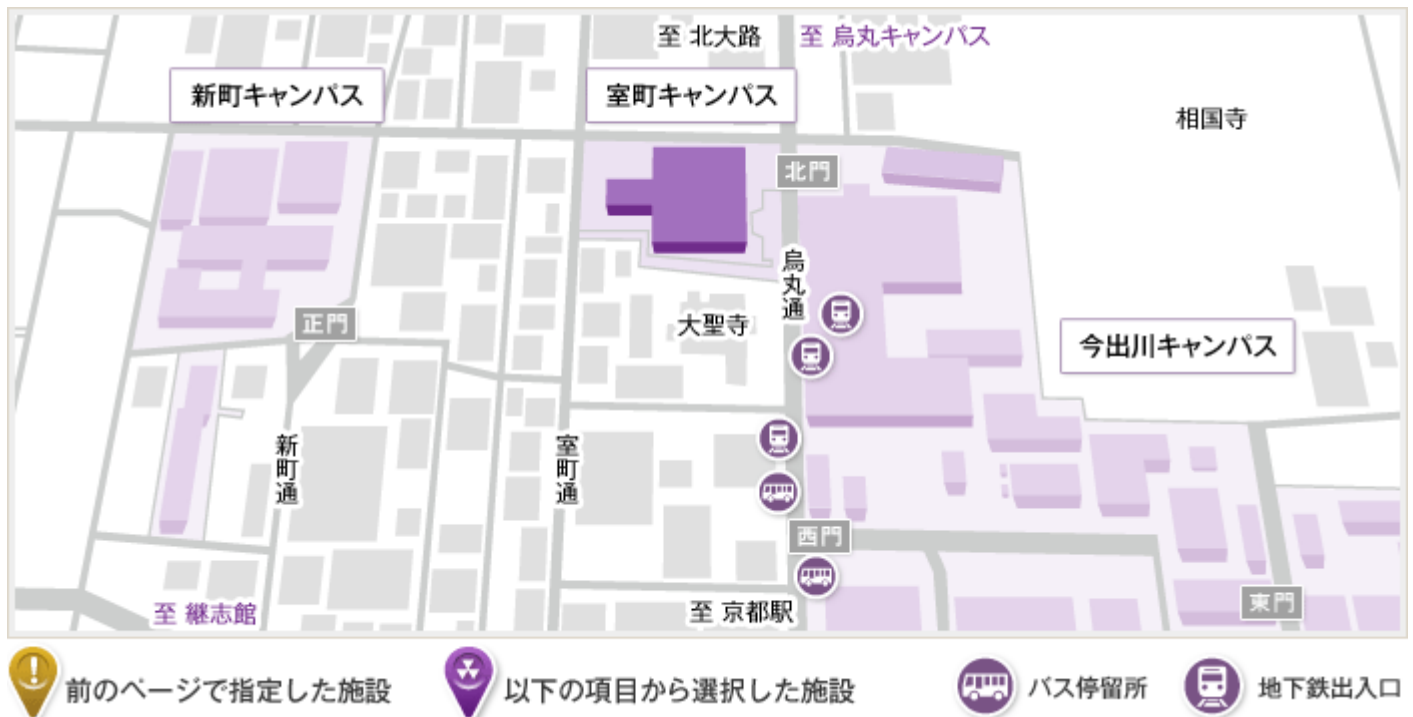 至 北大路
至 烏丸キャンパス
新町キャンパス
室町キャンパス
相国寺
北門
烏丸通
正門
大聖寺
今出川キャンパス
新町通
室町通
西門
至 継志館
至 京都駅
東門
前のページで指定した施設
以下の項目から選択した施設
バス停留所
地下鉄出入口